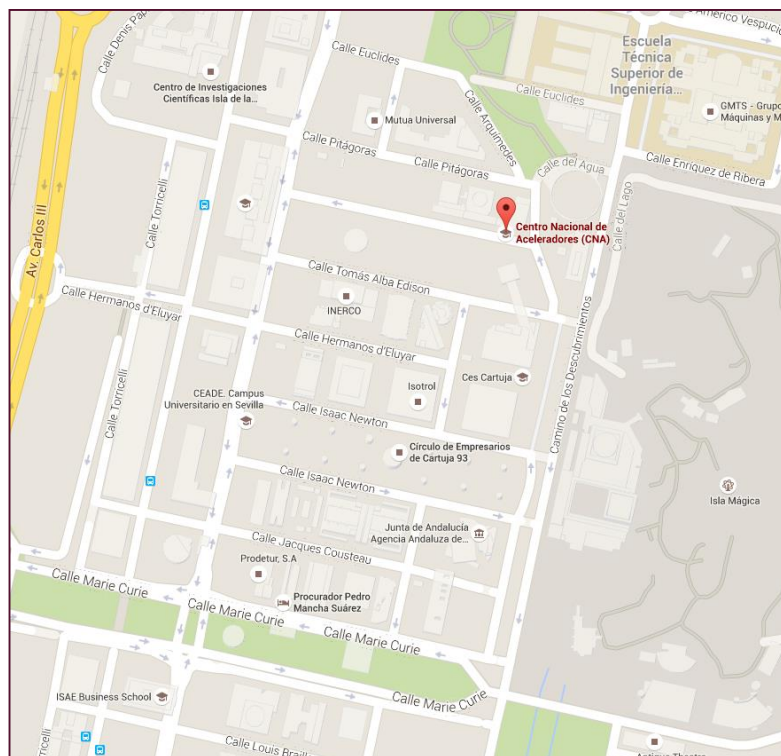 Américo Vespucio
Calle Denis Pap
Calle Euclides
Escuela
Técnica
Superior de
Ingeniería...
Centro de Investigaciones
Científicas Isla de la...
Calle Euclides
GMTS - Grupo
Máquinas y M
Mutua Universal
Calle Arquímedes
Calle Pitágoras
Calle Pitágoras
Calle del Agua
Calle Enríquez de Ribera
Calle Torricelli
Calle del Lago
Centro Nacional de
Aceleradores (CNA)
Av. Carlos III
Calle Tomás Alba Edison
Calle Hermanos d'Eluyar
INERCO
Calle Hermanos d'Eluyar
Camino de los Descubrimientos
Calle Torricelli
CEADE. Campus
Universitario en Sevilla
Isotrol
Ces Cartuja
Calle Isaac Newton
Círculo de Empresarios
de Cartuja 93
Calle Isaac Newton
Isla Mágica
Junta de Andalucía
Agencia Andaluza de...
Calle Jacques Cousteau
Prodetur, S.A
Calle Marie Curie
Procurador Pedro
Mancha Suárez
Calle Marie Curie
Calle Marie Curie
ISAE Business School
Calle Marie Curie
rricelli
Calle Louis Braill
Antique Theatro